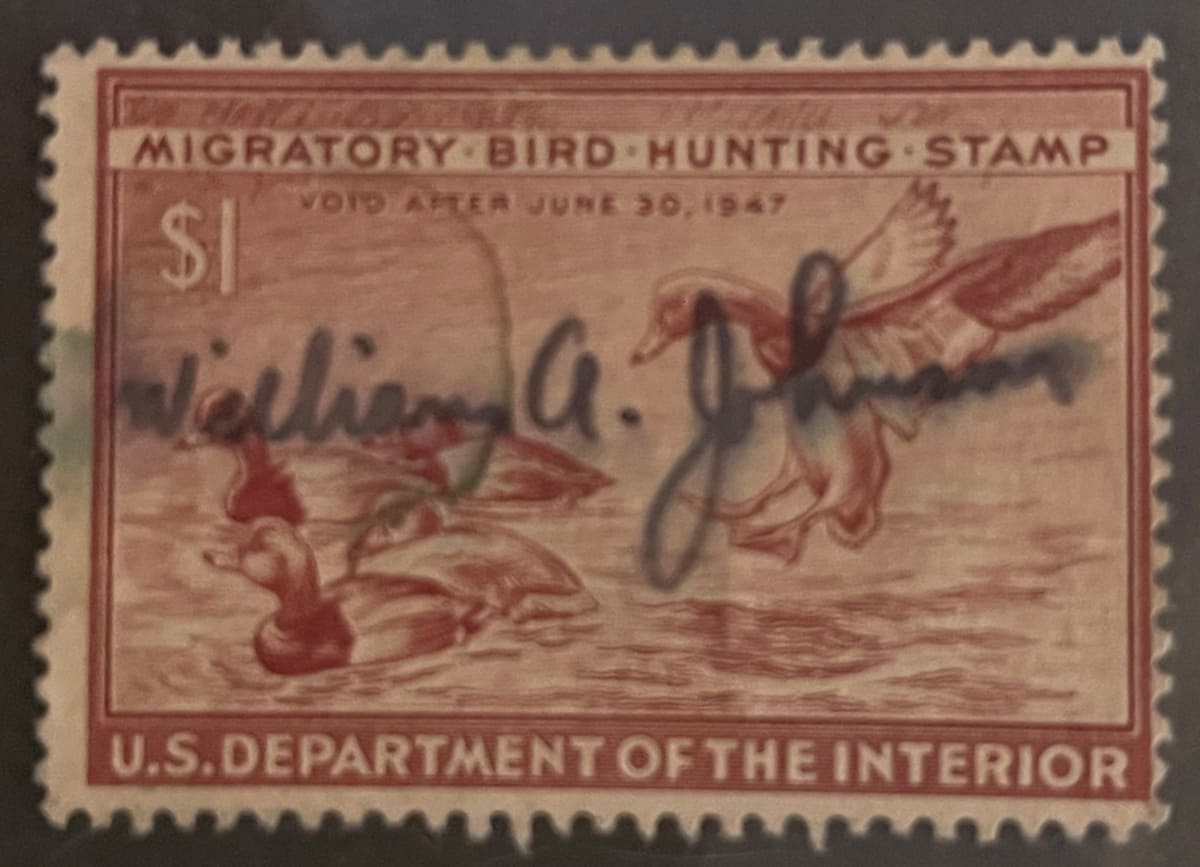 MIGRATORY · BIRD · HUNTING · STAMP
VOID AFTER JUNE 30, 1947
$1
William A. Johnson
U.S. DEPARTMENT OF THE INTERIOR